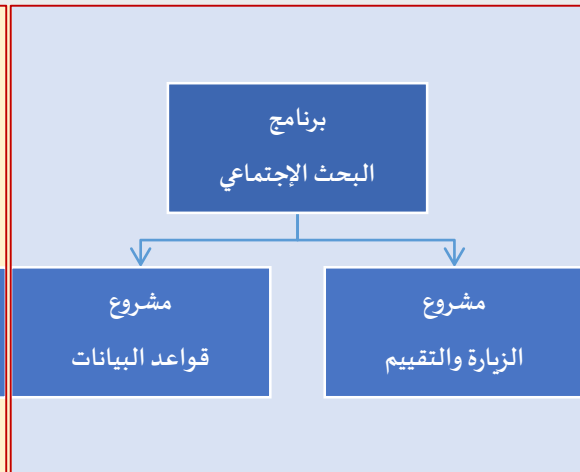 برنامج
البحث الإجتماعي
مشروع
الزيارة والتقييم
مشروع
قواعد البيانات